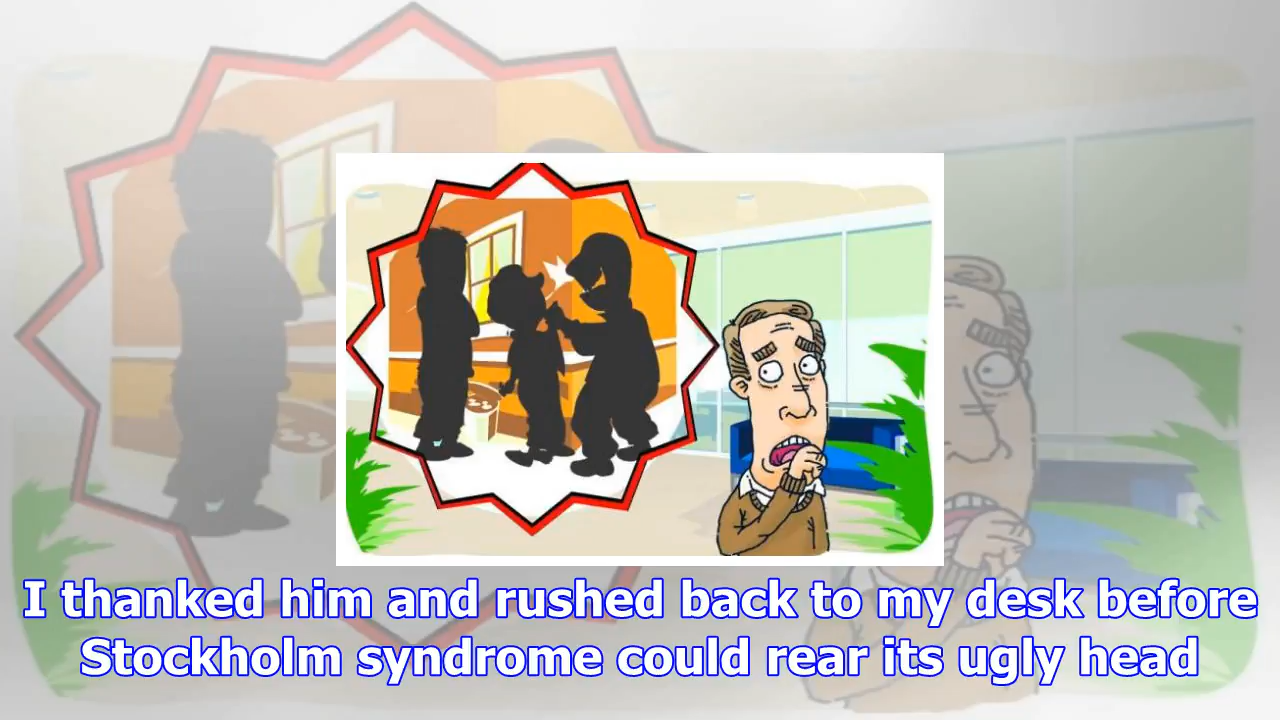 I thanked him and rushed back to my desk before
Stockholm syndrome could rear its ugly head